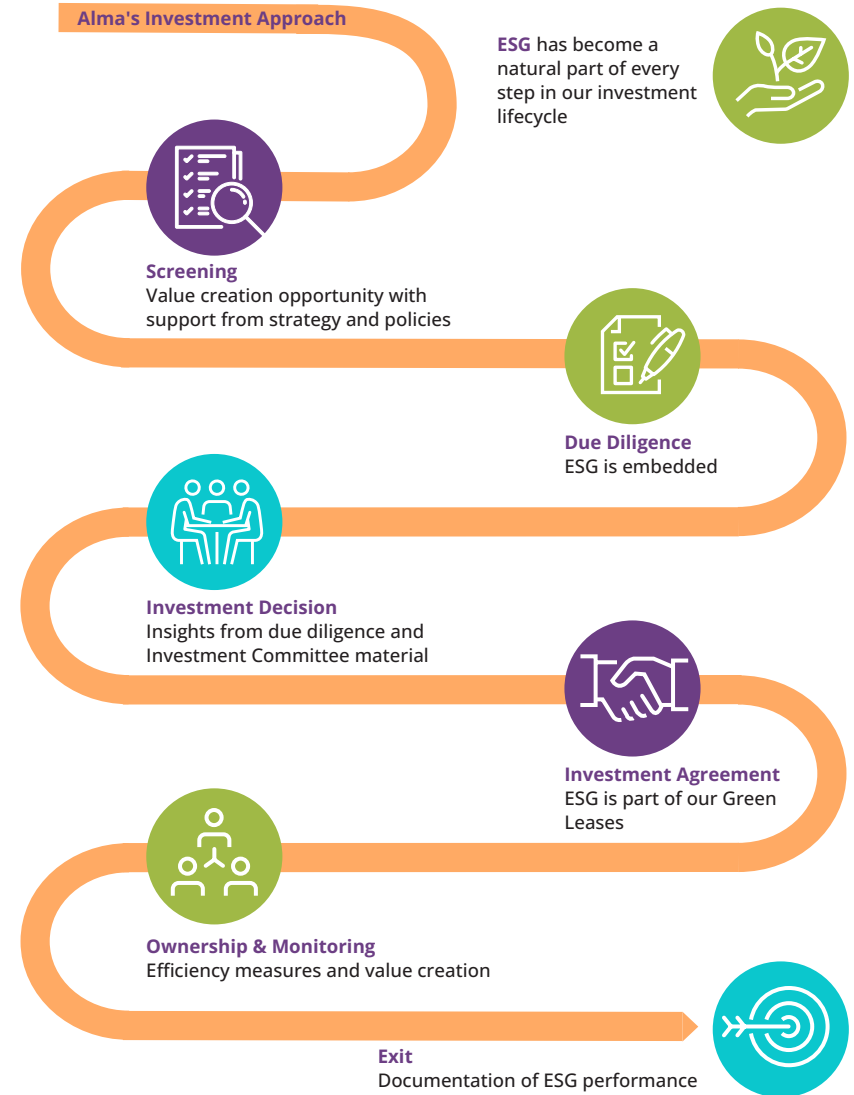 Alma's Investment Approach
ESG has become a
natural part of every
step in our investment
lifecycle
Screening
Value creation opportunity with
support from strategy and policies
Due Diligence
ESG is embedded
Investment Decision
Insights from due diligence and
Investment Committee material
Investment Agreement
ESG is part of our Green
Leases
Ownership & Monitoring
Efficiency measures and value creation
Exit
Documentation of ESG performance